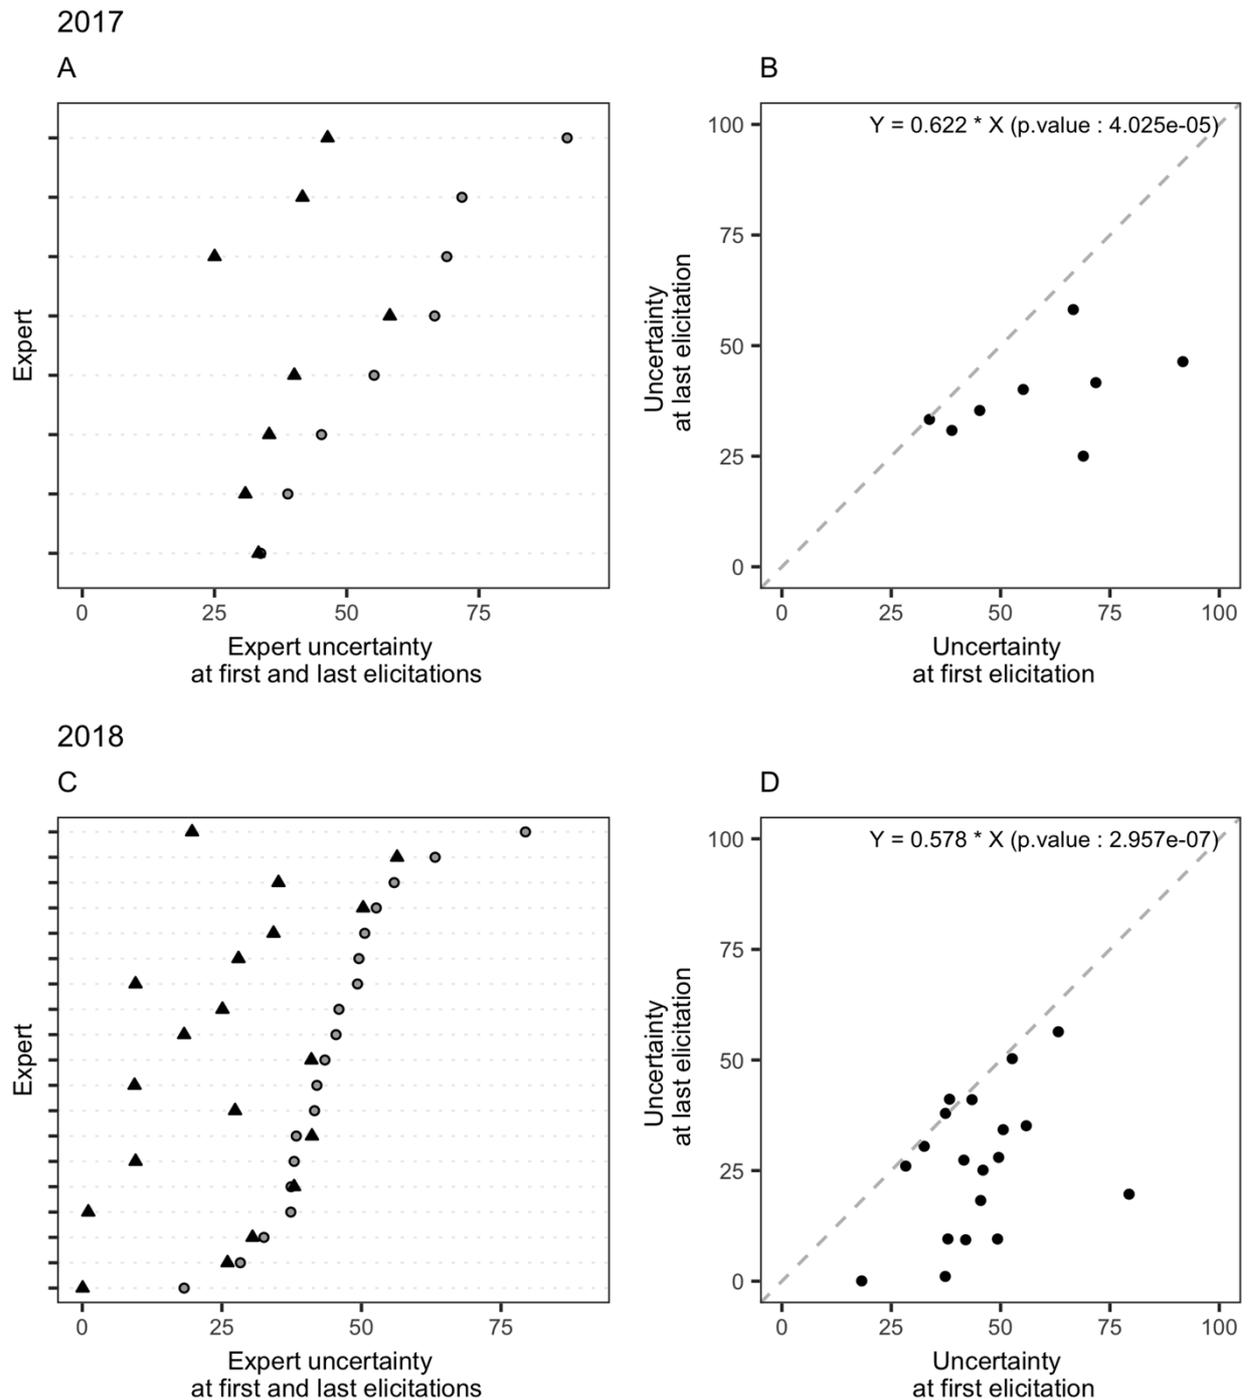 2017
A
Expert
0 25 50 75
Expert uncertainty
at first and last elicitations
B
Y = 0.622 * X (p.value : 4.025e-05)
100
75
50
25
0
Uncertainty
at last elicitation
0 25 50 75 100
Uncertainty
at first elicitation
2018
C
Expert
0 25 50 75
Expert uncertainty
at first and last elicitations
D
Y = 0.578 * X (p.value : 2.957e-07)
100
75
50
25
0
Uncertainty
at last elicitation
0 25 50 75 100
Uncertainty
at first elicitation